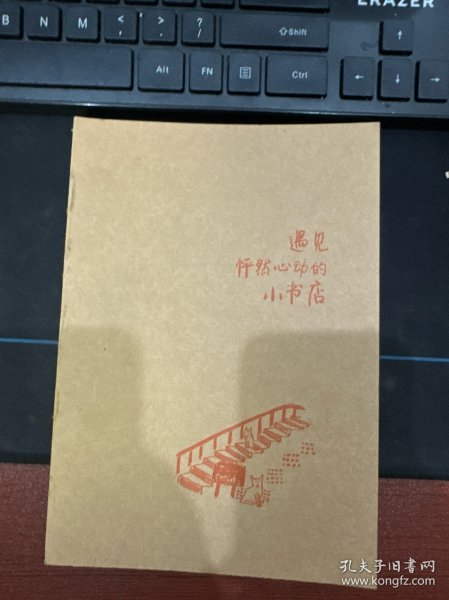 ERAZER
B N M < , > . ? / ⇧Shift ↑
Alt FN Ctrl ← ↓ →
遇见
怦然心动的
小书店
孔夫子旧书网
www.kongfz.com